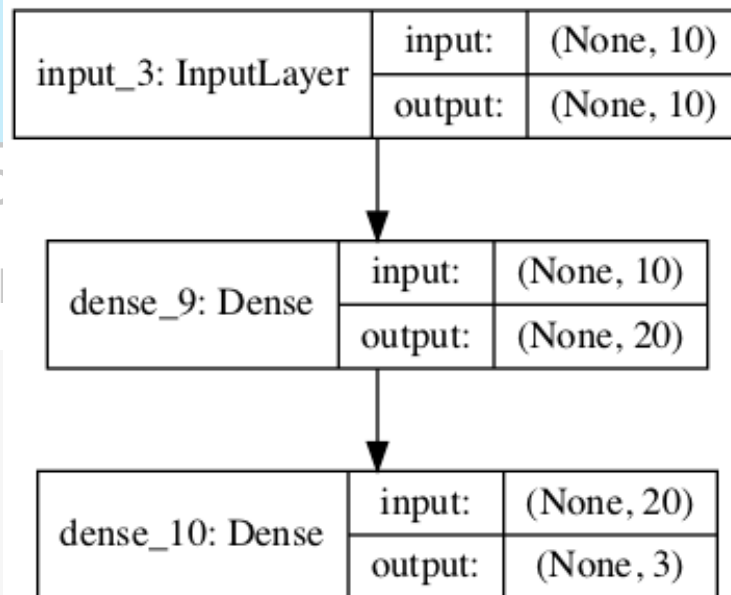 input_3: InputLayer
input: (None, 10)
output: (None, 10)
dense_9: Dense
input: (None, 10)
output: (None, 20)
dense_10: Dense
input: (None, 20)
output: (None, 3)